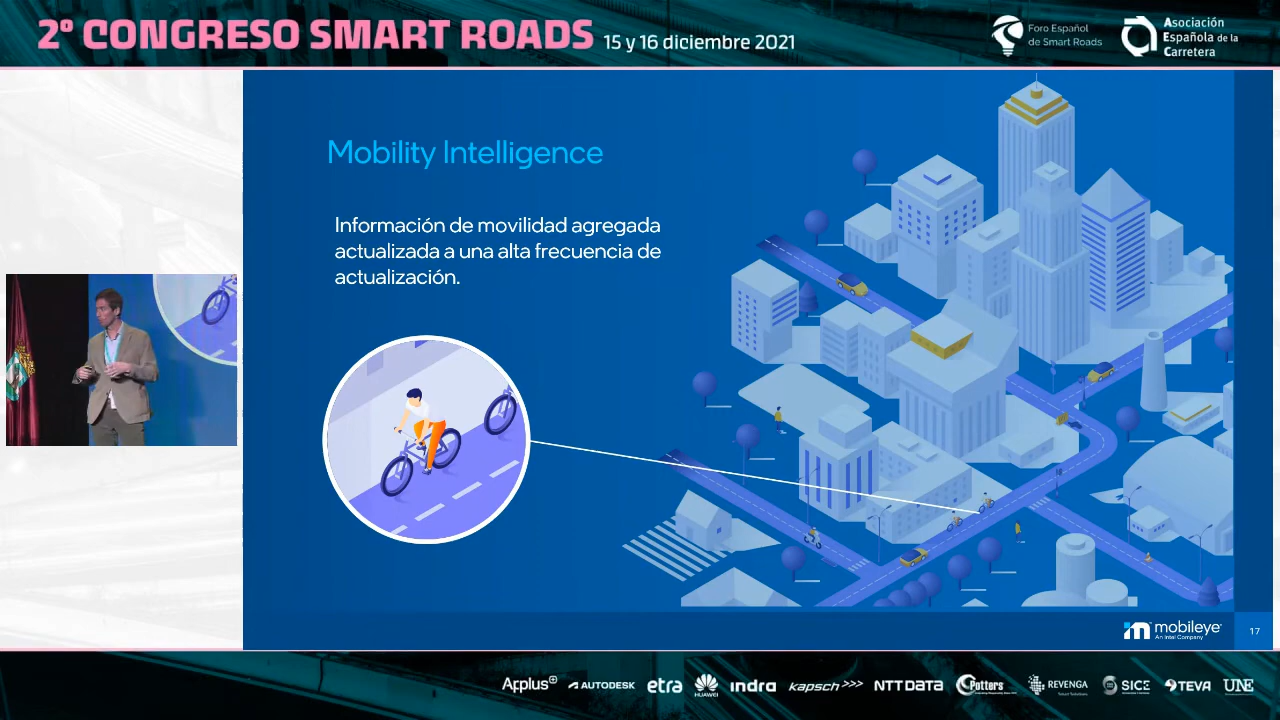 2º CONGRESO SMART ROADS 15 y 16 diciembre 2021
Foro Español
de Smart Roads
Asociación
Española de la
Carretera
Mobility Intelligence
Información de movilidad agregada
actualizada a una alta frecuencia de
actualización.
mobileye
An Intel Company
17
Applus+ AUTODESK etra HUAWEI indra kapsch>>> NTT DATA Potters REVENGA SICE TEVA UNE